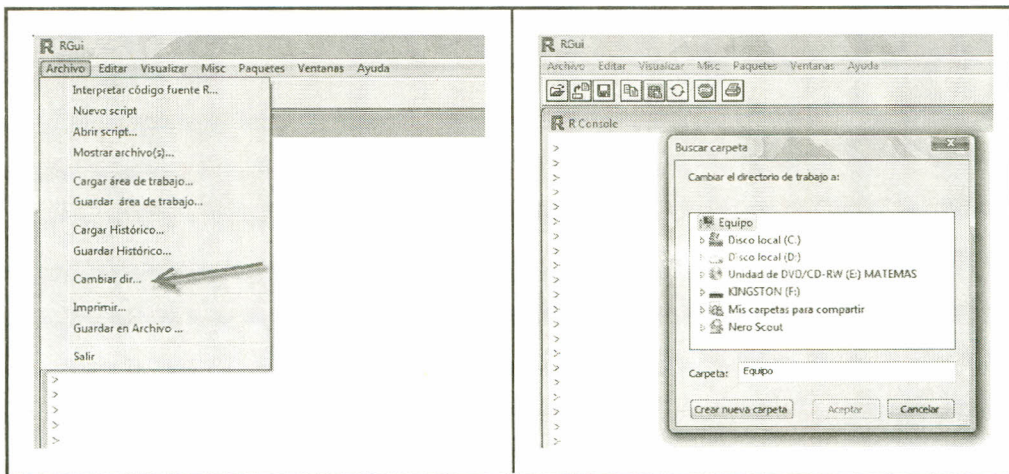 RGui
Archivo Editar Visualizar Misc Paquetes Ventanas Ayuda
Interpretar código fuente R...
Nuevo script
Abrir script...
Mostrar archivo(s)...
Cargar área de trabajo...
Guardar área de trabajo...
Cargar Histórico...
Guardar Histórico...
Cambiar dir...
Imprimir...
Guardar en Archivo ...
Salir
>
>
>
>
>
RGui
Archivo Editar Visualizar Misc Paquetes Ventanas Ayuda
R Console
Buscar carpeta
Cambiar el directorio de trabajo a:
Equipo
Disco local (C:)
Disco local (D:)
Unidad de DVD/CD-RW (E:) MATEMAS
KINGSTON (F:)
Mis carpetas para compartir
Nero Scout
Carpeta: Equipo
Crear nueva carpeta Aceptar Cancelar